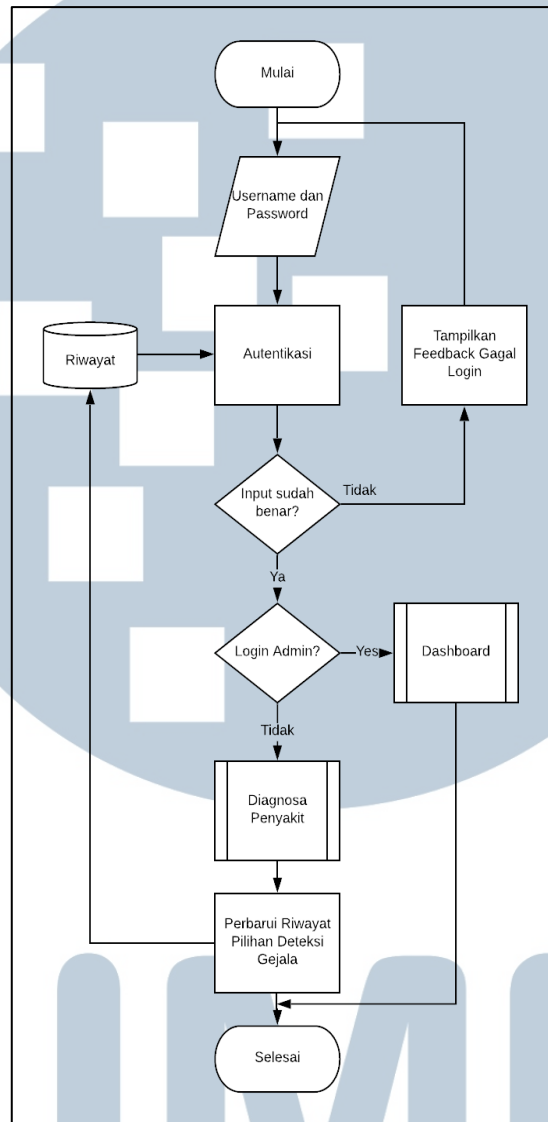 Mulai
Username dan
Password
Riwayat
Autentikasi
Tampilkan
Feedback Gagal
Login
Input sudah
benar?
Tidak
Ya
Login Admin?
Yes
Dashboard
Tidak
Diagnosa
Penyakit
Perbarui Riwayat
Pilihan Deteksi
Gejala
Selesai